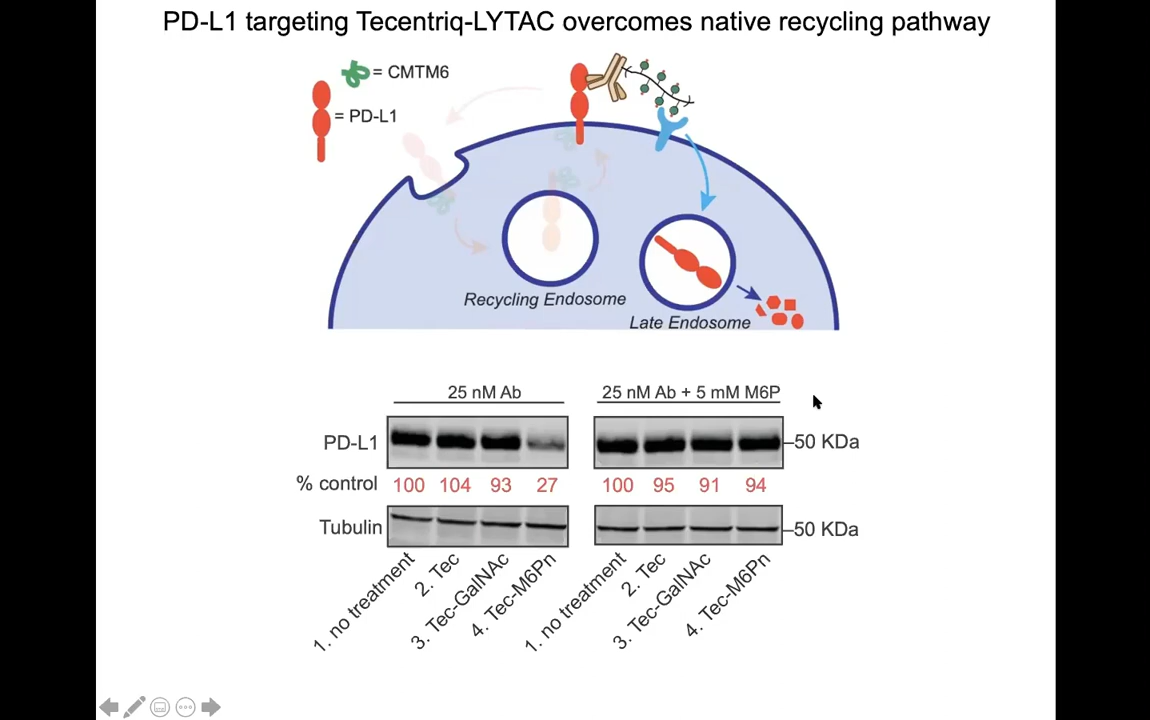 PD-L1 targeting Tecentriq-LYTAC overcomes native recycling pathway
= CMTM6
= PD-L1
Recycling Endosome
Late Endosome
25 nM Ab
25 nM Ab + 5 mM M6P
PD-L1
50 KDa
% control 100 104 93 27 100 95 91 94
Tubulin
50 KDa
1. no treatment
2. Tec
3. Tec-GalNAc
4. Tec-M6Pn
1. no treatment
2. Tec
3. Tec-GalNAc
4. Tec-M6Pn